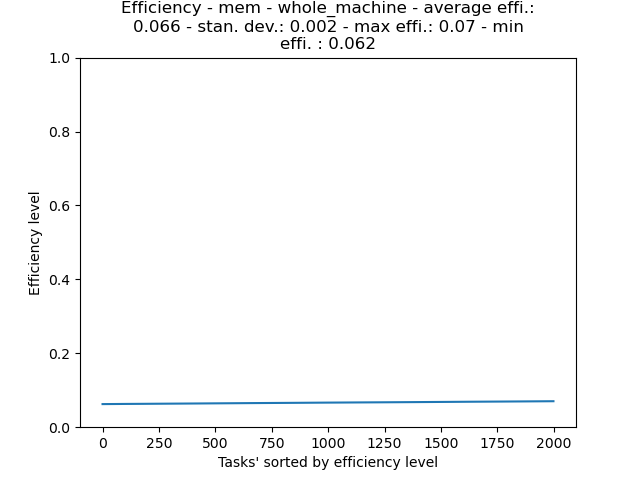 Efficiency - mem - whole_machine - average effi.:
0.066 - stan. dev.: 0.002 - max effi.: 0.07 - min
effi. : 0.062
1.0
0.8
0.6
0.4
0.2
0.0
Efficiency level
0 250 500 750 1000 1250 1500 1750 2000
Tasks' sorted by efficiency level